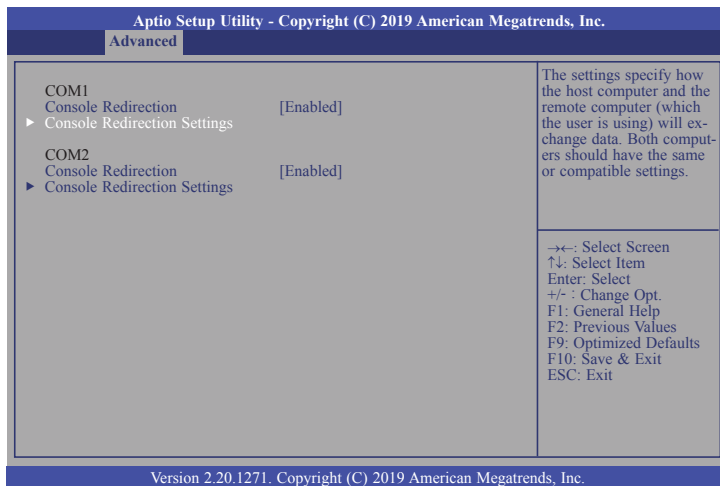 Aptio Setup Utility - Copyright (C) 2019 American Megatrends, Inc.
Advanced
COM1
Console Redirection [Enabled]
► Console Redirection Settings
COM2
Console Redirection [Enabled]
► Console Redirection Settings
The settings specify how
the host computer and the
remote computer (which
the user is using) will ex-
change data. Both comput-
ers should have the same
or compatible settings.
→←: Select Screen
↑↓: Select Item
Enter: Select
+/- : Change Opt.
F1: General Help
F2: Previous Values
F9: Optimized Defaults
F10: Save & Exit
ESC: Exit
Version 2.20.1271. Copyright (C) 2019 American Megatrends, Inc.